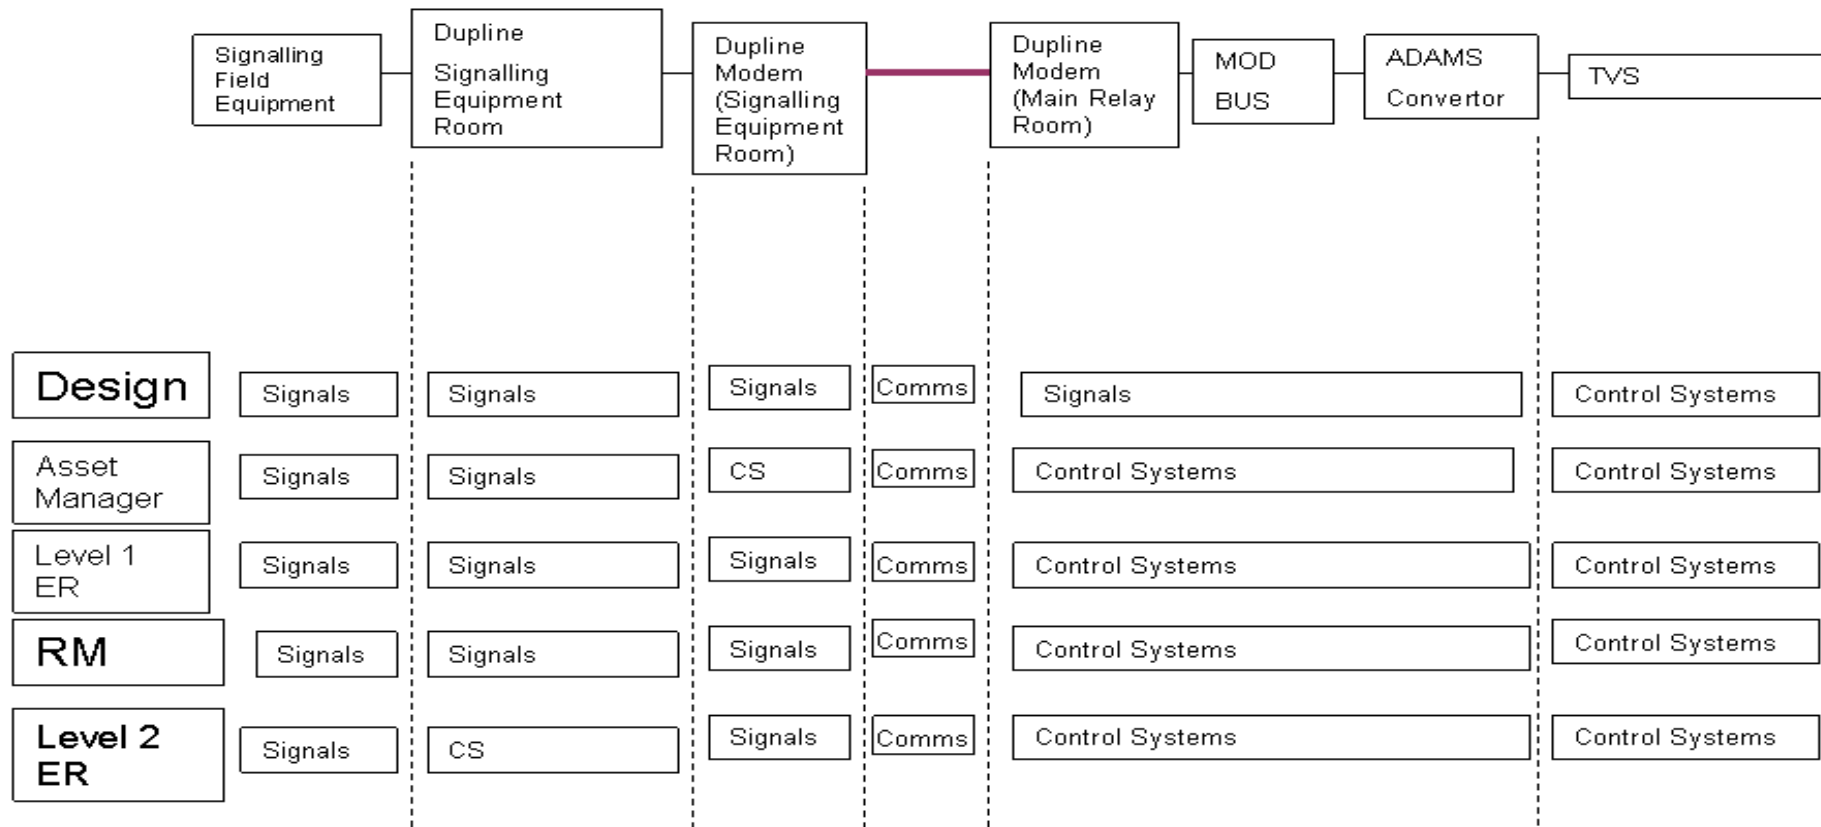 Signalling
Field
Equipment
Dupline
Signalling
Equipment
Room
Dupline
Modem
(Signalling
Equipment
Room)
Dupline
Modem
(Main Relay
Room)
MOD
BUS
ADAMS
Convertor
TVS
Design
Signals
Signals
Signals
Comms
Signals
Control Systems
Asset
Manager
Signals
Signals
CS
Comms
Control Systems
Control Systems
Level 1
ER
Signals
Signals
Signals
Comms
Control Systems
Control Systems
RM
Signals
Signals
Signals
Comms
Control Systems
Control Systems
Level 2
ER
Signals
CS
Signals
Comms
Control Systems
Control Systems